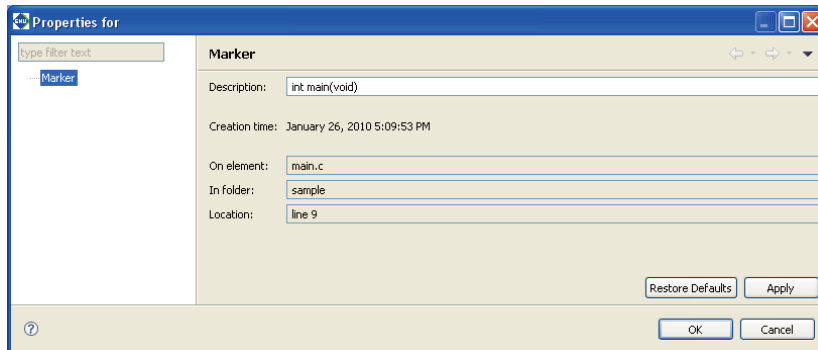 GNU Properties for
type filter text
Marker
Marker
Description: int main(void)
Creation time: January 26, 2010 5:09:53 PM
On element: main.c
In folder: sample
Location: line 9
Restore Defaults Apply
? OK Cancel